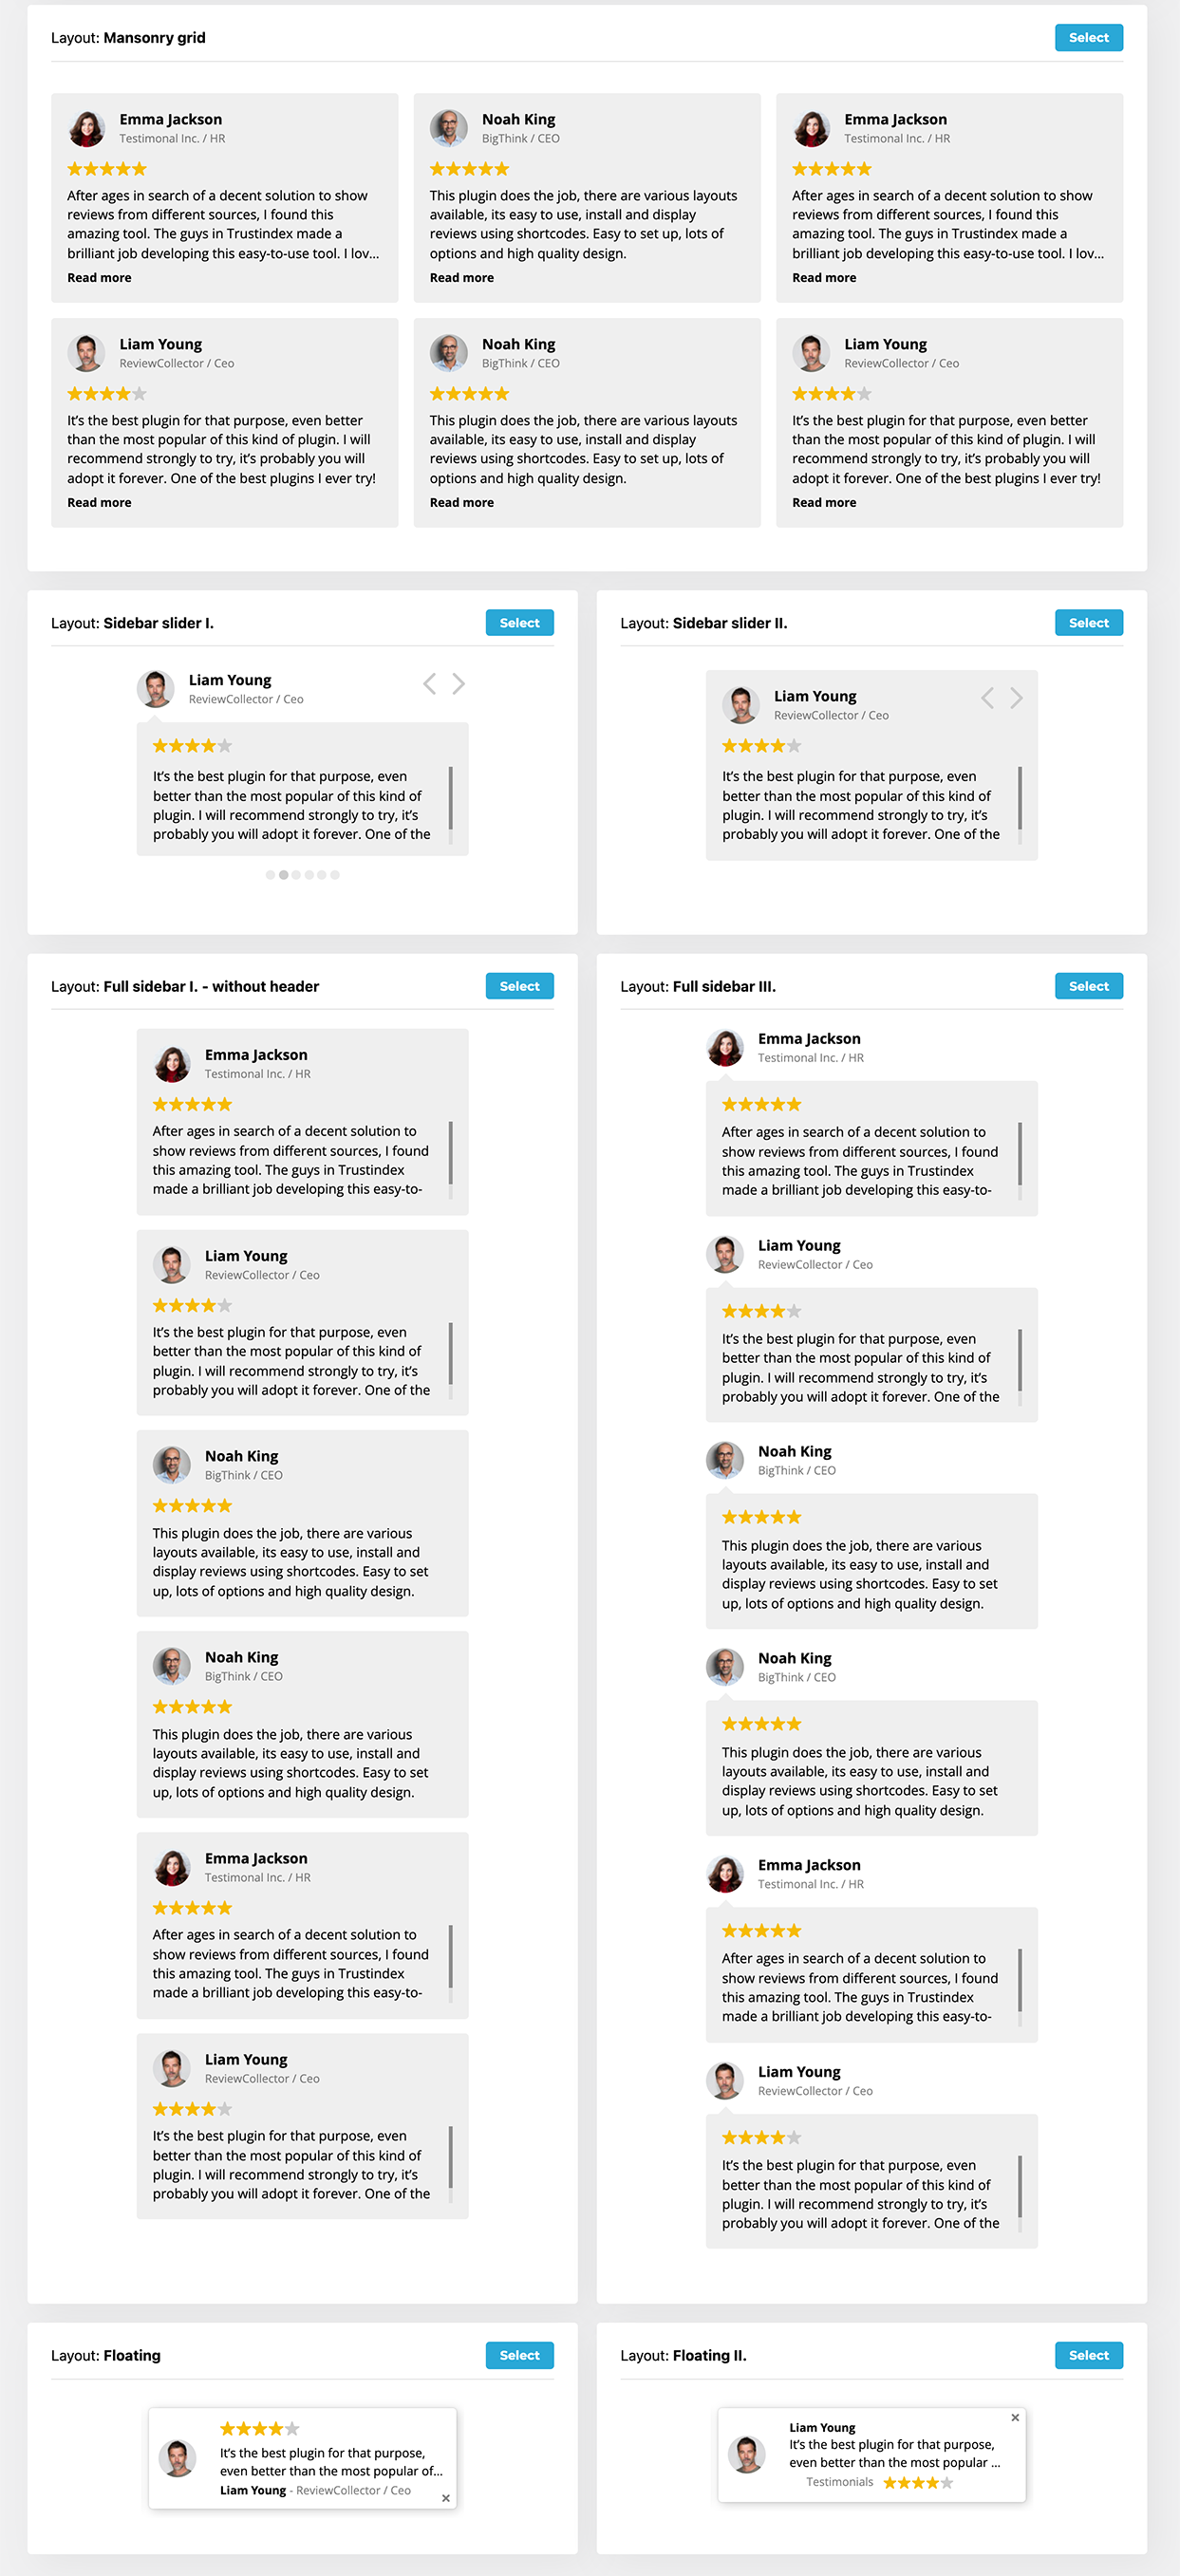 Layout: Mansonry grid
Select
Emma Jackson
Testimonal Inc. / HR
After ages in search of a decent solution to show
reviews from different sources, I found this
amazing tool. The guys in Trustindex made a
brilliant job developing this easy-to-use tool. I lov...
Read more
Noah King
BigThink / CEO
This plugin does the job, there are various layouts
available, its easy to use, install and display
reviews using shortcodes. Easy to set up, lots of
options and high quality design.
Read more
Emma Jackson
Testimonal Inc. / HR
After ages in search of a decent solution to show
reviews from different sources, I found this
amazing tool. The guys in Trustindex made a
brilliant job developing this easy-to-use tool. I lov...
Read more
Liam Young
ReviewCollector / Ceo
It's the best plugin for that purpose, even better
than the most popular of this kind of plugin. I will
recommend strongly to try, it's probably you will
adopt it forever. One of the best plugins I ever try!
Read more
Noah King
BigThink / CEO
This plugin does the job, there are various layouts
available, its easy to use, install and display
reviews using shortcodes. Easy to set up, lots of
options and high quality design.
Read more
Liam Young
ReviewCollector / Ceo
It's the best plugin for that purpose, even better
than the most popular of this kind of plugin. I will
recommend strongly to try, it's probably you will
adopt it forever. One of the best plugins I ever try!
Read more
Layout: Sidebar slider I.
Select
Liam Young
ReviewCollector / Ceo
It's the best plugin for that purpose, even
better than the most popular of this kind of
plugin. I will recommend strongly to try, it's
probably you will adopt it forever. One of the
Layout: Sidebar slider II.
Select
Liam Young
ReviewCollector / Ceo
It's the best plugin for that purpose, even
better than the most popular of this kind of
plugin. I will recommend strongly to try, it's
probably you will adopt it forever. One of the
Layout: Full sidebar I. - without header
Select
Emma Jackson
Testimonal Inc. / HR
After ages in search of a decent solution to
show reviews from different sources, I found
this amazing tool. The guys in Trustindex
made a brilliant job developing this easy-to-
Liam Young
ReviewCollector / Ceo
It's the best plugin for that purpose, even
better than the most popular of this kind of
plugin. I will recommend strongly to try, it's
probably you will adopt it forever. One of the
Noah King
BigThink / CEO
This plugin does the job, there are various
layouts available, its easy to use, install and
display reviews using shortcodes. Easy to set
up, lots of options and high quality design.
Noah King
BigThink / CEO
This plugin does the job, there are various
layouts available, its easy to use, install and
display reviews using shortcodes. Easy to set
up, lots of options and high quality design.
Emma Jackson
Testimonal Inc. / HR
After ages in search of a decent solution to
show reviews from different sources, I found
this amazing tool. The guys in Trustindex
made a brilliant job developing this easy-to-
Liam Young
ReviewCollector / Ceo
It's the best plugin for that purpose, even
better than the most popular of this kind of
plugin. I will recommend strongly to try, it's
probably you will adopt it forever. One of the
Layout: Full sidebar III.
Select
Emma Jackson
Testimonal Inc. / HR
After ages in search of a decent solution to
show reviews from different sources, I found
this amazing tool. The guys in Trustindex
made a brilliant job developing this easy-to-
Liam Young
ReviewCollector / Ceo
It's the best plugin for that purpose, even
better than the most popular of this kind of
plugin. I will recommend strongly to try, it's
probably you will adopt it forever. One of the
Noah King
BigThink / CEO
This plugin does the job, there are various
layouts available, its easy to use, install and
display reviews using shortcodes. Easy to set
up, lots of options and high quality design.
Noah King
BigThink / CEO
This plugin does the job, there are various
layouts available, its easy to use, install and
display reviews using shortcodes. Easy to set
up, lots of options and high quality design.
Emma Jackson
Testimonal Inc. / HR
After ages in search of a decent solution to
show reviews from different sources, I found
this amazing tool. The guys in Trustindex
made a brilliant job developing this easy-to-
Liam Young
ReviewCollector / Ceo
It's the best plugin for that purpose, even
better than the most popular of this kind of
plugin. I will recommend strongly to try, it's
probably you will adopt it forever. One of the
Layout: Floating
Select
It's the best plugin for that purpose,
even better than the most popular of...
Liam Young - ReviewCollector / Ceo
Layout: Floating II.
Select
Liam Young
It's the best plugin for that purpose,
even better than the most popular ...
Testimonials